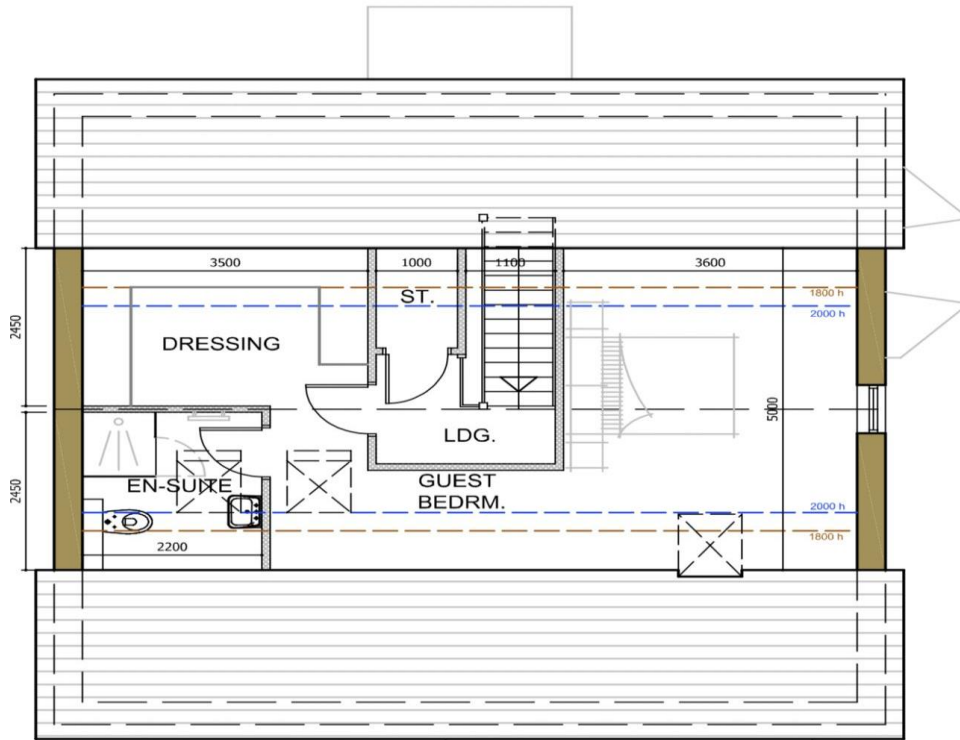 3500
1000
1100
3600
ST.
1800 h
2000 h
2450
DRESSING
5000
LDG.
2450
EN-SUITE
GUEST
BEDRM.
2000 h
1800 h
2200